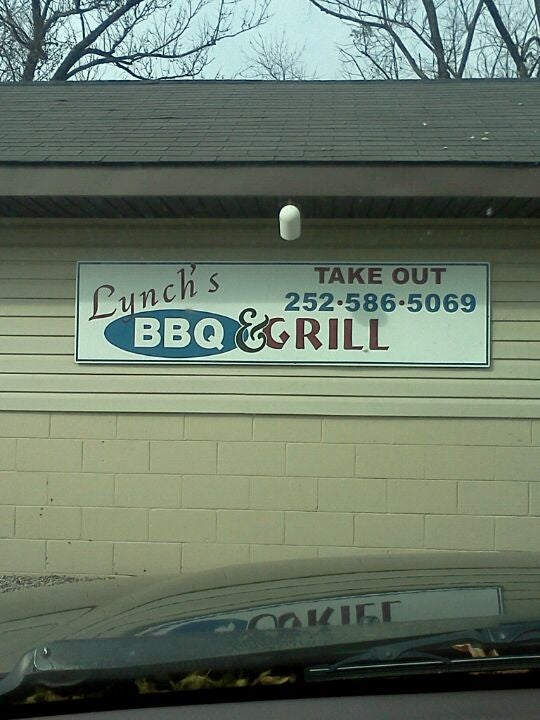 Lynch's
BBQ & GRILL
TAKE OUT
252·586·5069